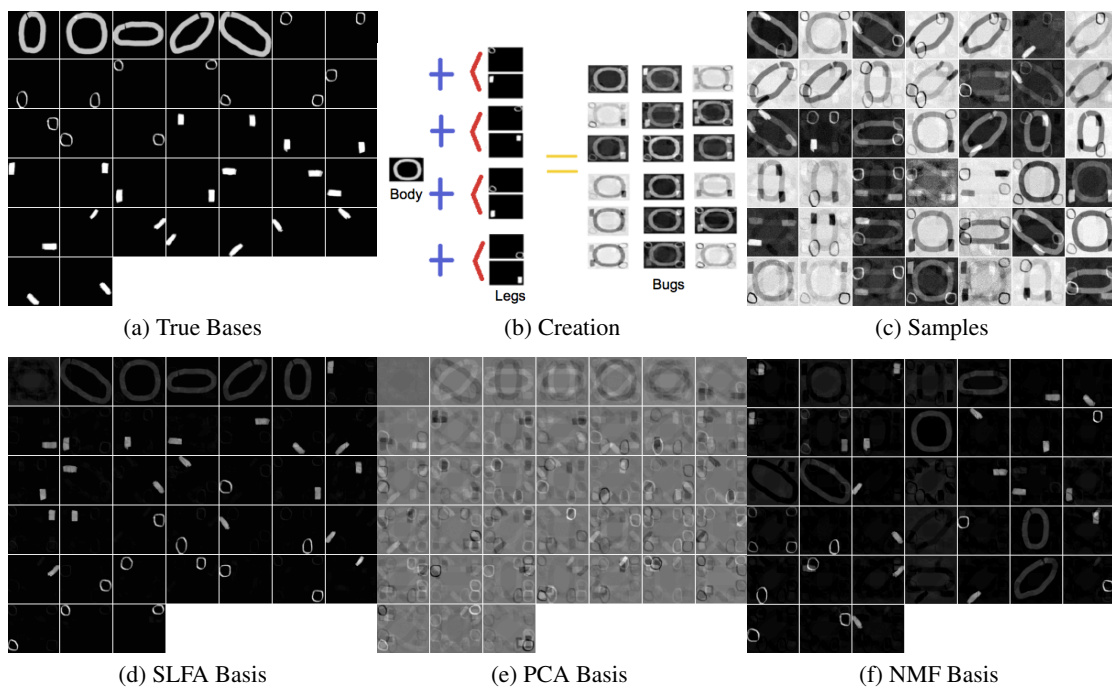 Body
Legs
Bugs
(a) True Bases
(b) Creation
(c) Samples
(d) SLFA Basis
(e) PCA Basis
(f) NMF Basis